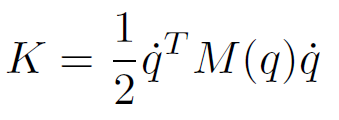 K = \frac{1}{2} \dot{q}^T M(q) \dot{q}